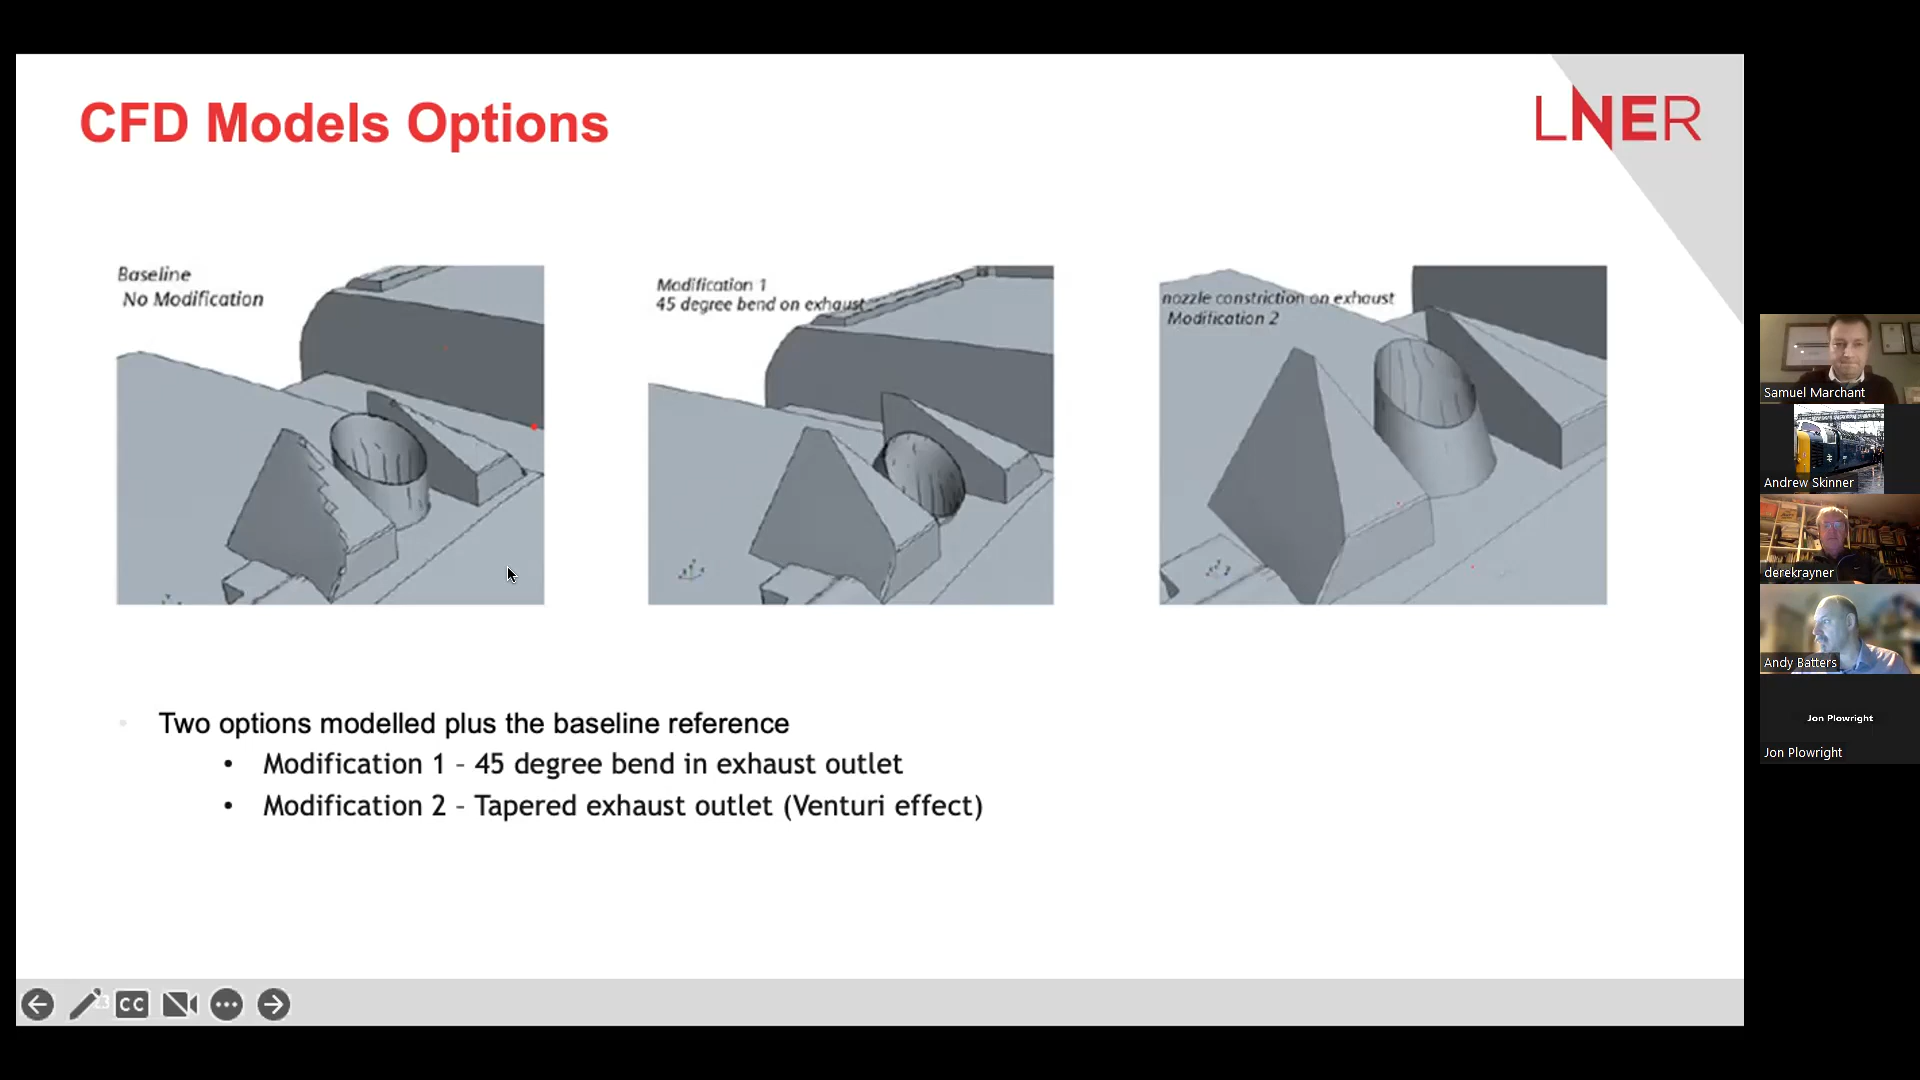 CFD Models Options
LNER
Baseline
No Modification
Modification 1
45 degree bend on exhaust
nozzle constriction on exhaust
Modification 2
Two options modelled plus the baseline reference
Modification 1 – 45 degree bend in exhaust outlet
Modification 2 – Tapered exhaust outlet (Venturi effect)
CC
Samuel Marchant
Andrew Skinner
derekrayner
Andy Batters
Jon Plowright
Jon Plowright